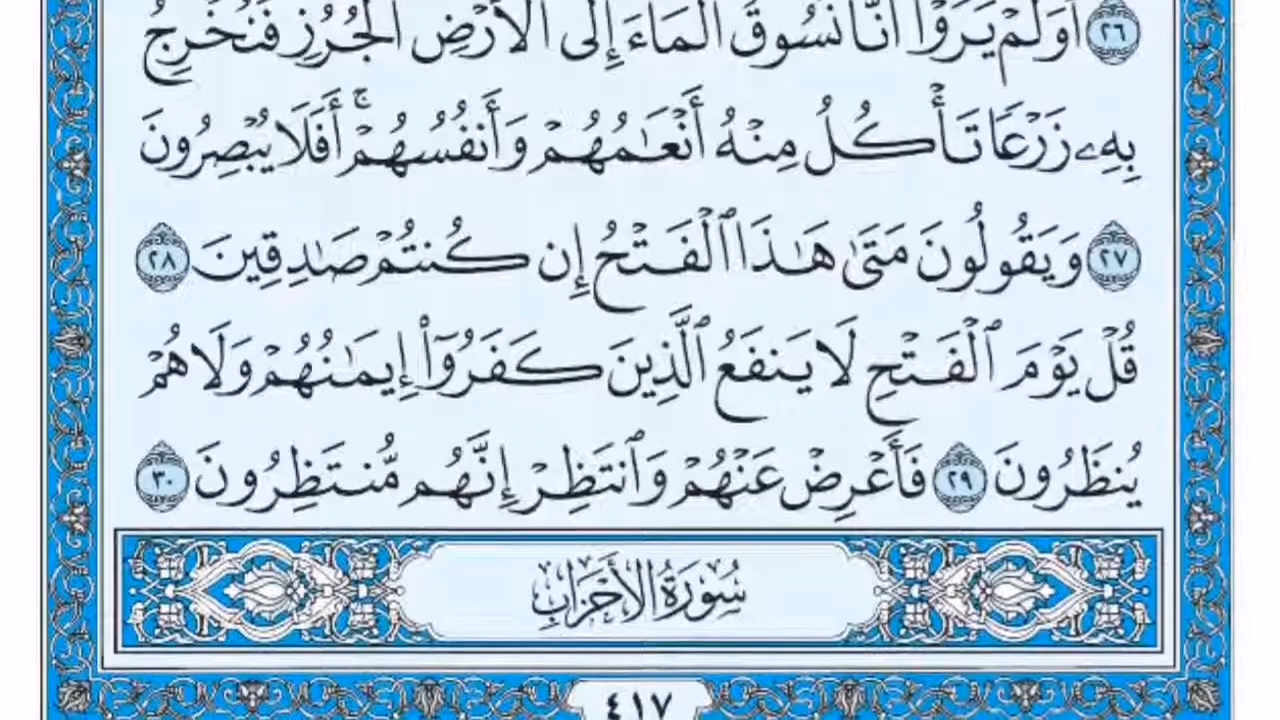 ٢٦ أَوَلَمْ يَرَوْا۟ أَنَّا نَسُوقُ ٱلْمَآءَ إِلَى ٱلْأَرْضِ ٱلْجُرُزِ فَنُخْرِجُ
بِهِۦ زَرْعًا تَأْكُلُ مِنْهُ أَنْعَٰمُهُمْ وَأَنفُسُهُمْ ۚ أَفَلَا يُبْصِرُونَ
٢٧ وَيَقُولُونَ مَتَىٰ هَٰذَا ٱلْفَتْحُ إِن كُنتُمْ صَٰدِقِينَ ٢٨
قُلْ يَوْمَ ٱلْفَتْحِ لَا يَنفَعُ ٱلَّذِينَ كَفَرُوٓا۟ إِيمَٰنُهُمْ وَلَا هُمْ
يُنظَرُونَ ٢٩ فَأَعْرِضْ عَنْهُمْ وَٱنتَظِرْ إِنَّهُم مُّنتَظِرُونَ ٣٠
سُورَةُ الأَحْزَابِ
٤١٧